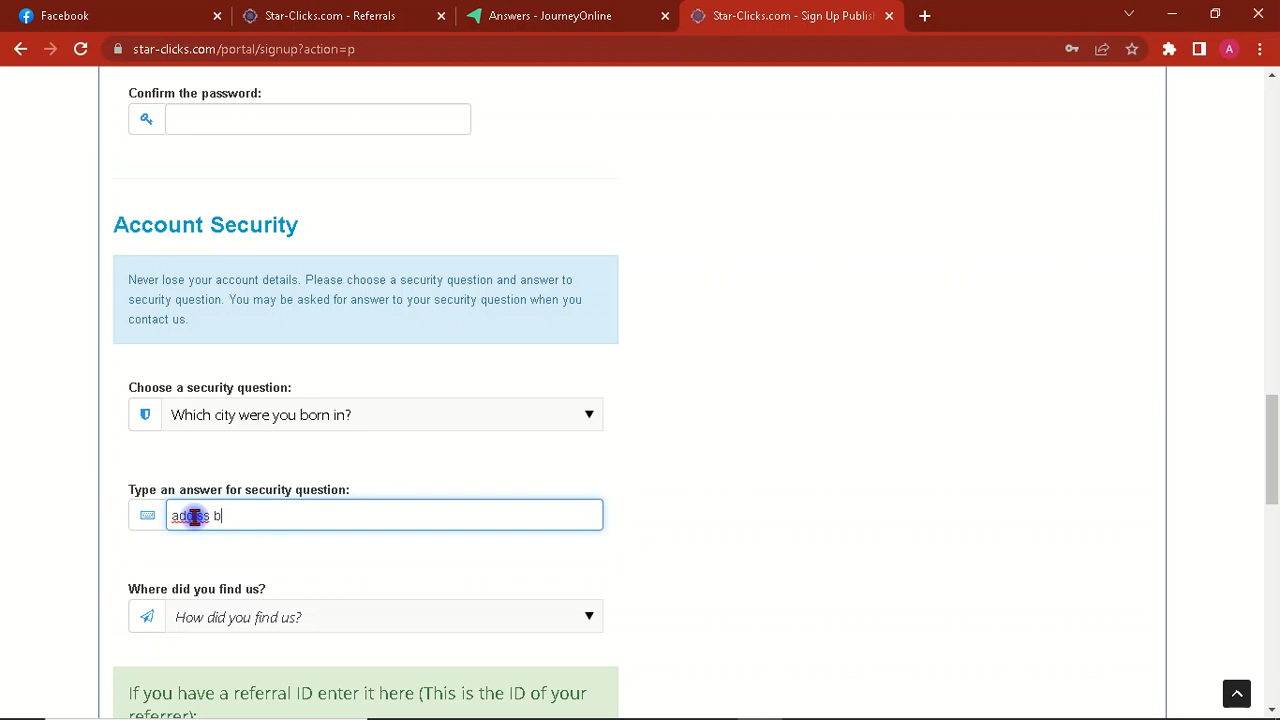 Facebook
Star-Clicks.com - Referrals
Answers - JourneyOnline
Star-Clicks.com - Sign Up Publis
star-clicks.com/portal/signup?action=p
A
Confirm the password:
Account Security
Never lose your account details. Please choose a security question and answer to
security question. You may be asked for answer to your security question when you
contact us.
Choose a security question:
Which city were you born in?
Type an answer for security question:
b
Where did you find us?
How did you find us?
If you have a referral ID enter it here (This is the ID of your
referrer):